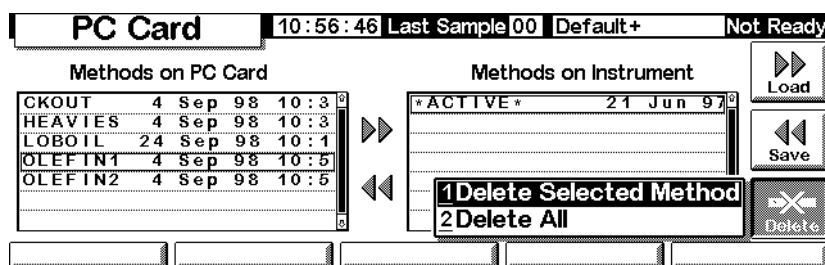 PC Card 10:56:46 Last Sample 00 Default+ Not Ready
Methods on PC Card
CKOUT 4 Sep 98 10:3
HEAVIES 4 Sep 98 10:3
LOBOIL 24 Sep 98 10:1
OLEFIN1 4 Sep 98 10:5
OLEFIN2 4 Sep 98 10:5
Methods on Instrument
*ACTIVE* 21 Jun 97
1 Delete Selected Method
2 Delete All
Load
Save
Delete